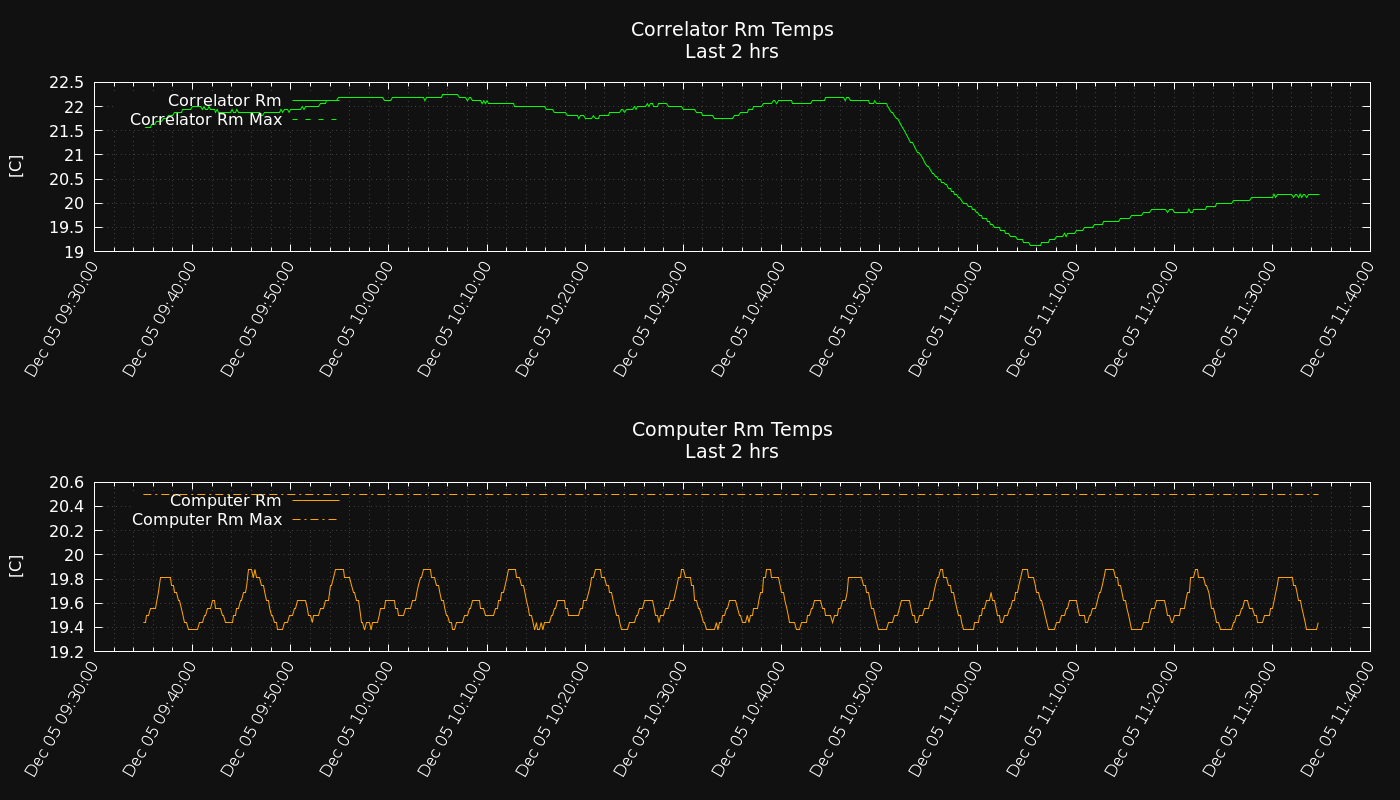 Correlator Rm Temps
Last 2 hrs
22.5
22
21.5
21
20.5
20
19.5
19
[C]
Correlator Rm
Correlator Rm Max
Dec 05 09:30:00
Dec 05 09:40:00
Dec 05 09:50:00
Dec 05 10:00:00
Dec 05 10:10:00
Dec 05 10:20:00
Dec 05 10:30:00
Dec 05 10:40:00
Dec 05 10:50:00
Dec 05 11:00:00
Dec 05 11:10:00
Dec 05 11:20:00
Dec 05 11:30:00
Dec 05 11:40:00
Computer Rm Temps
Last 2 hrs
20.6
20.4
20.2
20
19.8
19.6
19.4
19.2
[C]
Computer Rm
Computer Rm Max
Dec 05 09:30:00
Dec 05 09:40:00
Dec 05 09:50:00
Dec 05 10:00:00
Dec 05 10:10:00
Dec 05 10:20:00
Dec 05 10:30:00
Dec 05 10:40:00
Dec 05 10:50:00
Dec 05 11:00:00
Dec 05 11:10:00
Dec 05 11:20:00
Dec 05 11:30:00
Dec 05 11:40:00